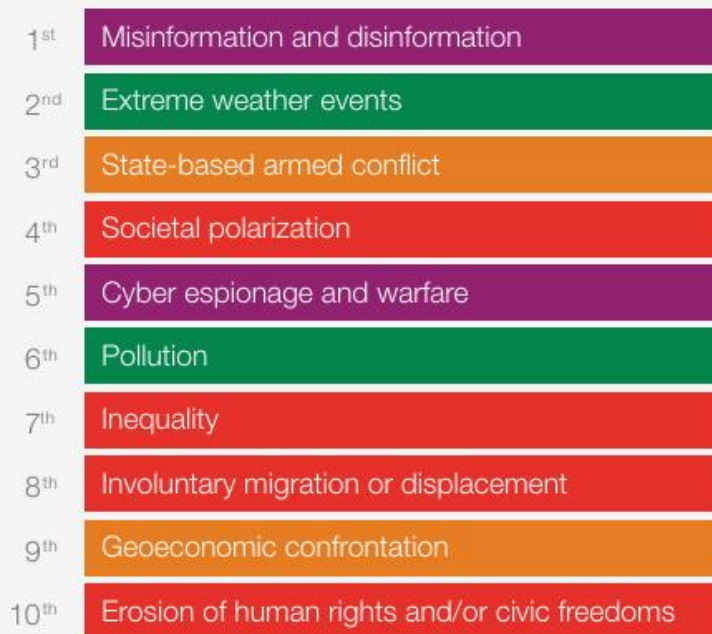 1st Misinformation and disinformation
2nd Extreme weather events
3rd State-based armed conflict
4th Societal polarization
5th Cyber espionage and warfare
6th Pollution
7th Inequality
8th Involuntary migration or displacement
9th Geoeconomic confrontation
10th Erosion of human rights and/or civic freedoms